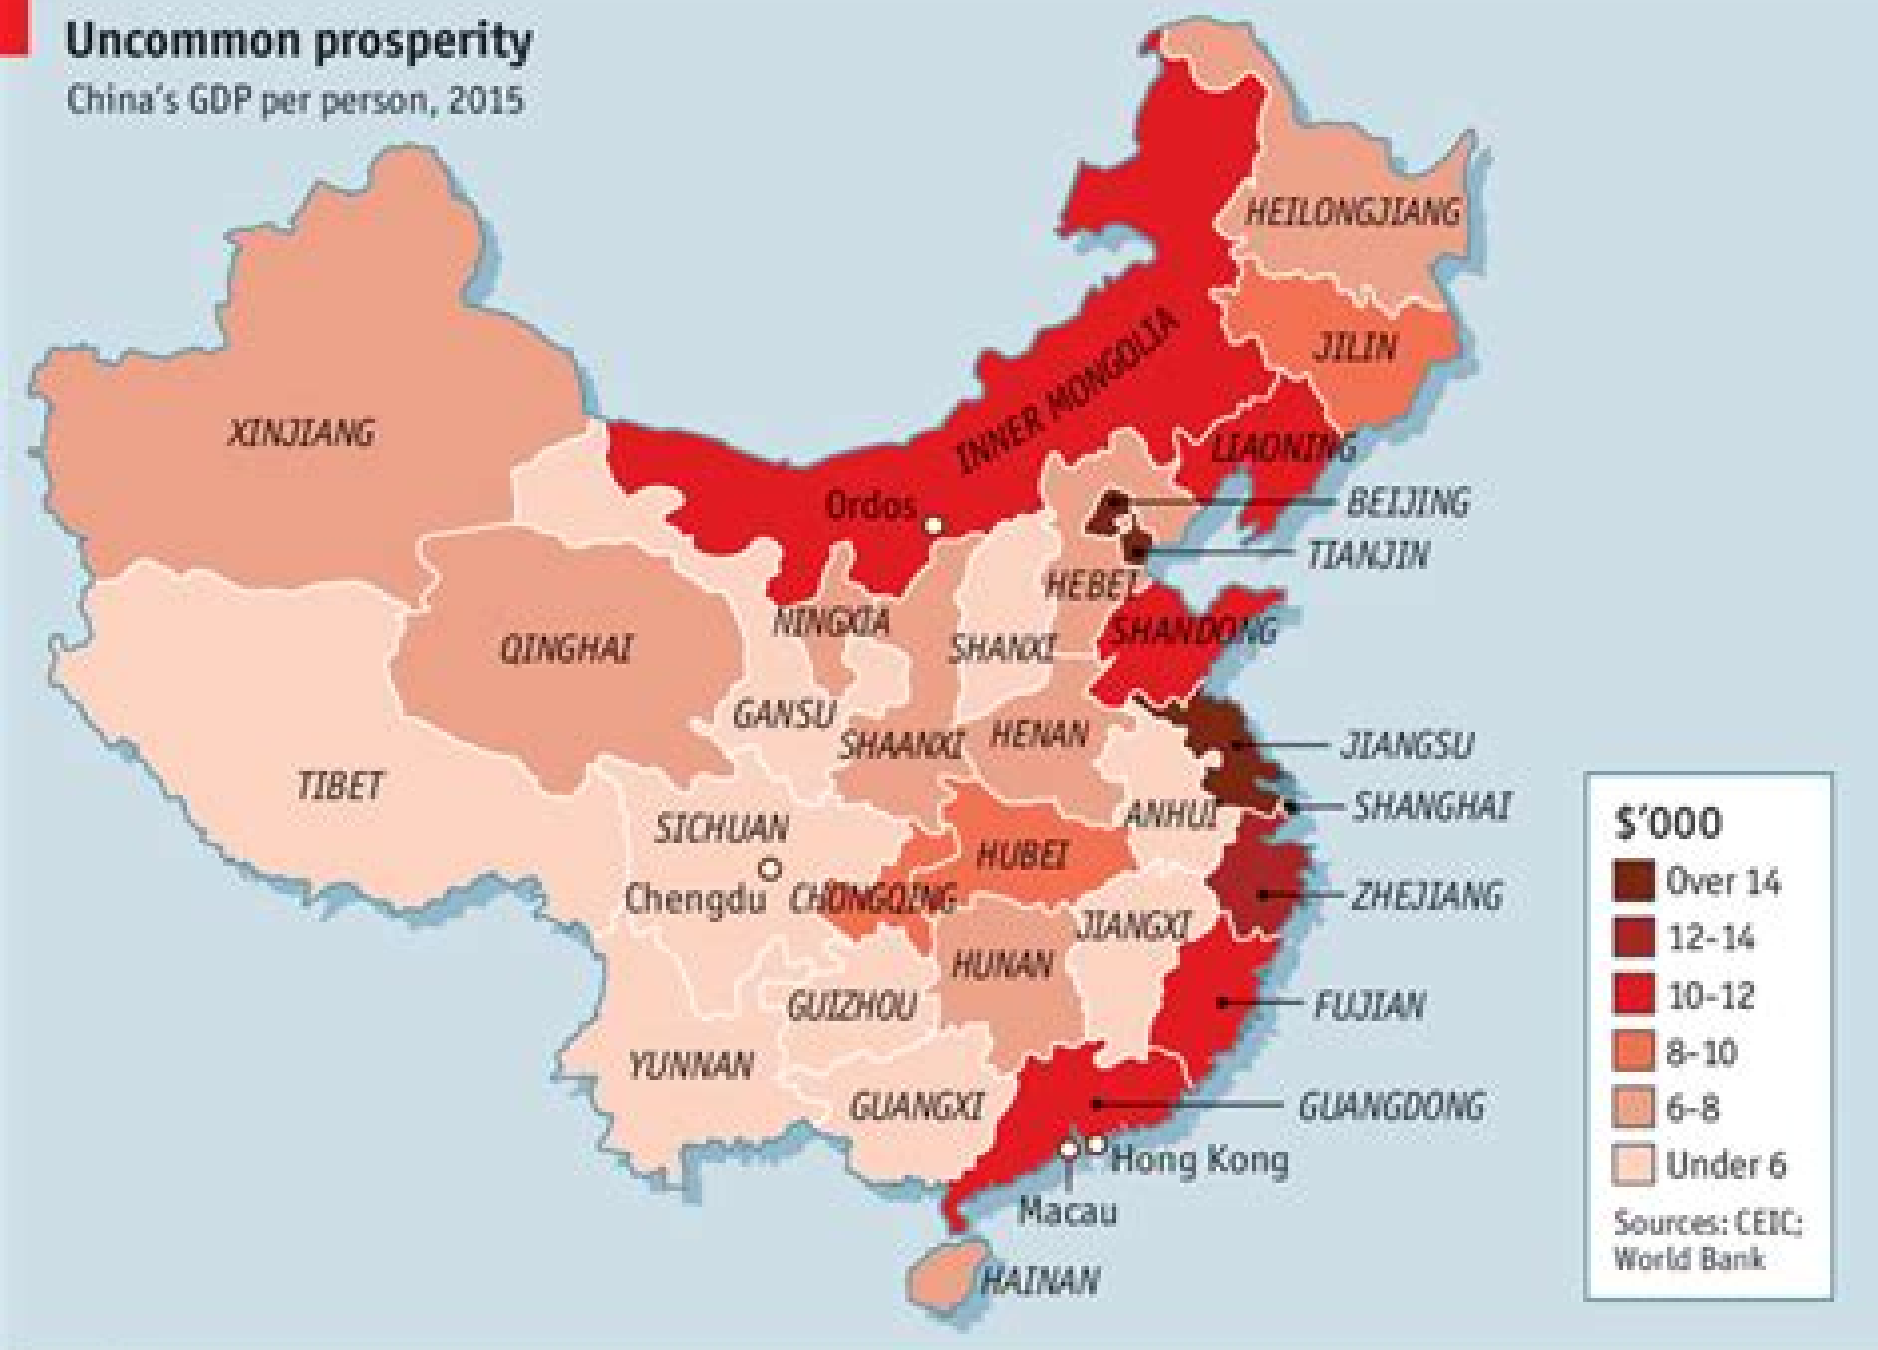 Uncommon prosperity
China's GDP per person, 2015
HEILONGJIANG
JILIN
INNER MONGOLIA
XINJIANG
LIAONING
Ordos
BEIJING
TIANJIN
HEBEI
NINGXIA
SHANDONG
QINGHAI
SHANXI
GANSU
SHAANXI
HENAN
JIANGSU
TIBET
SHANGHAI
ANHUI
SICHUAN
HUBEI
Chengdu
CHONGQING
ZHEJIANG
JIANGXI
HUNAN
GUIZHOU
FUJIAN
YUNNAN
GUANGXI
GUANGDONG
Hong Kong
Macau
HAINAN
$'000
Over 14
12-14
10-12
8-10
6-8
Under 6
Sources: CEIC;
World Bank